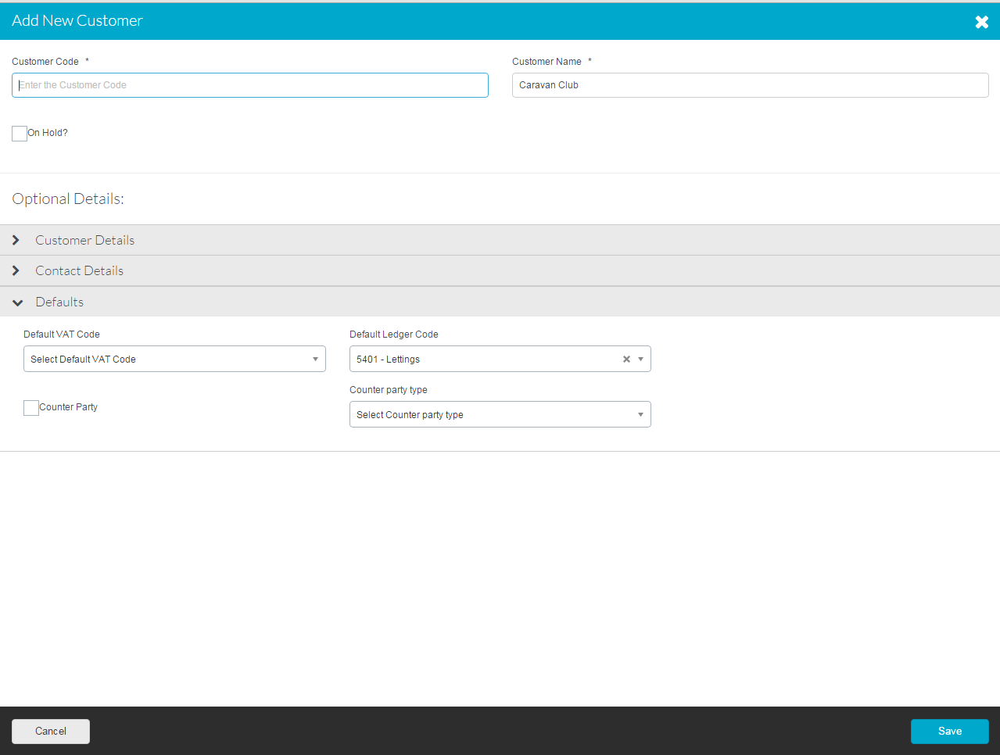 Add New Customer
Customer Code *
Customer Name *
Enter the Customer Code
Caravan Club
On Hold?
Optional Details:
Customer Details
Contact Details
Defaults
Default VAT Code
Default Ledger Code
Select Default VAT Code
5401 - Lettings
Counter party type
Counter Party
Select Counter party type
Cancel
Save